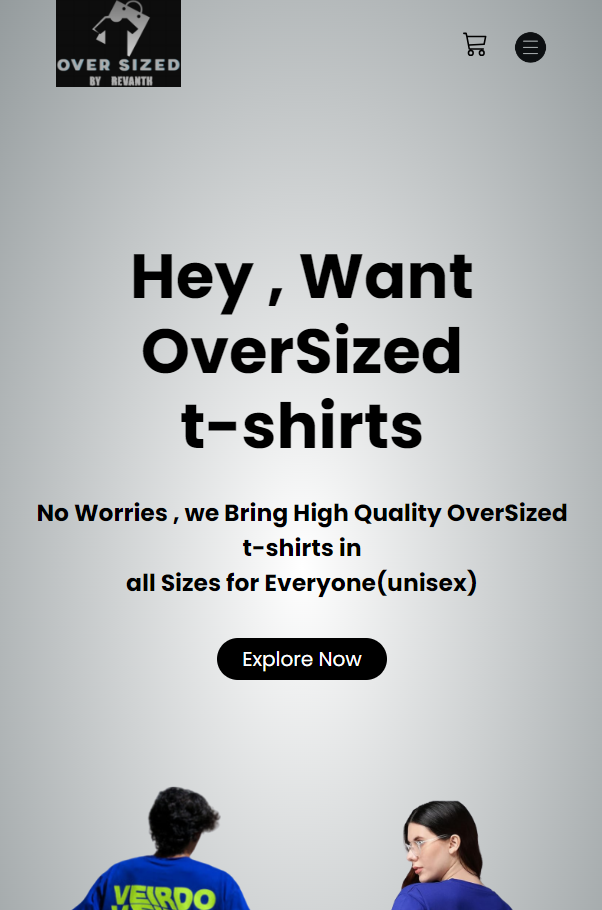 OVER SIZED
BY REVANTH
Hey , Want
OverSized
t-shirts
No Worries , we Bring High Quality OverSized
t-shirts in
all Sizes for Everyone(unisex)
Explore Now
VEIRDO